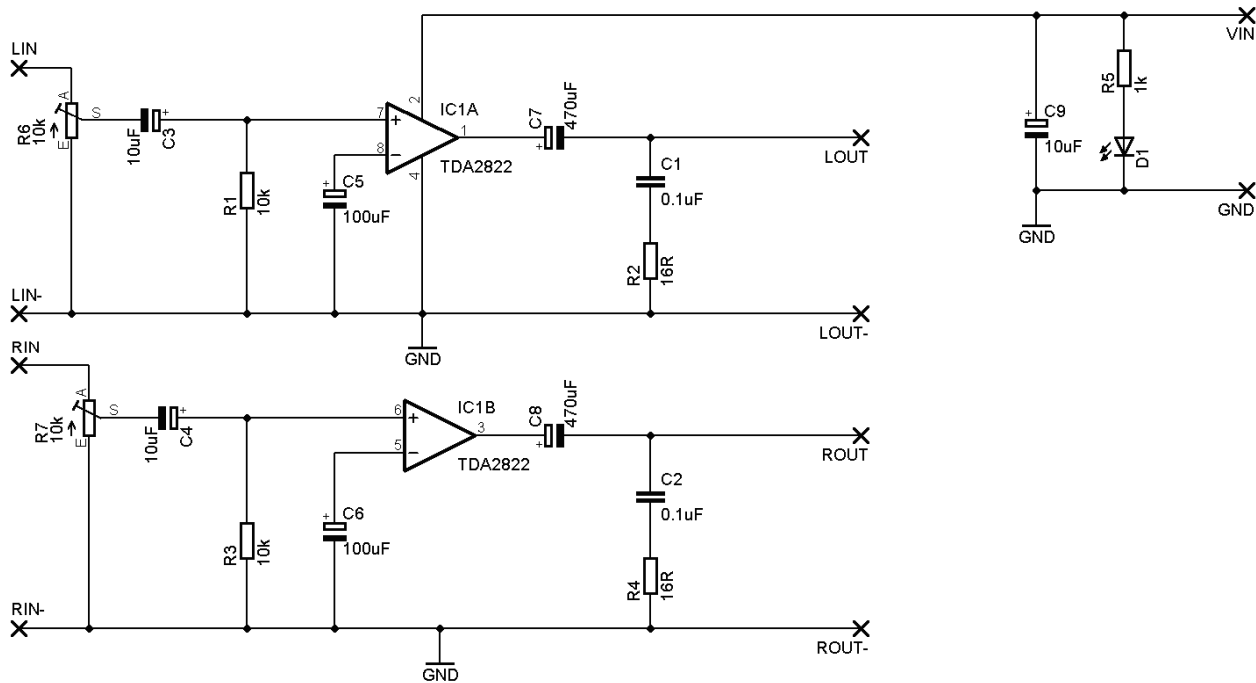 LIN
VIN
A
S
E
R6
10k
10uF
C3
+
R1
10k
7
8
+
−
2
4
1
IC1A
TDA2822
+
C5
100uF
C7
470uF
+
C1
0.1uF
R2
16R
LOUT
+
C9
10uF
R5
1k
D1
GND
GND
LIN-
GND
LOUT-
RIN
A
S
E
R7
10k
10uF
C4
+
R3
10k
6
5
+
−
3
IC1B
TDA2822
+
C6
100uF
C8
470uF
+
C2
0.1uF
R4
16R
ROUT
RIN-
GND
ROUT-